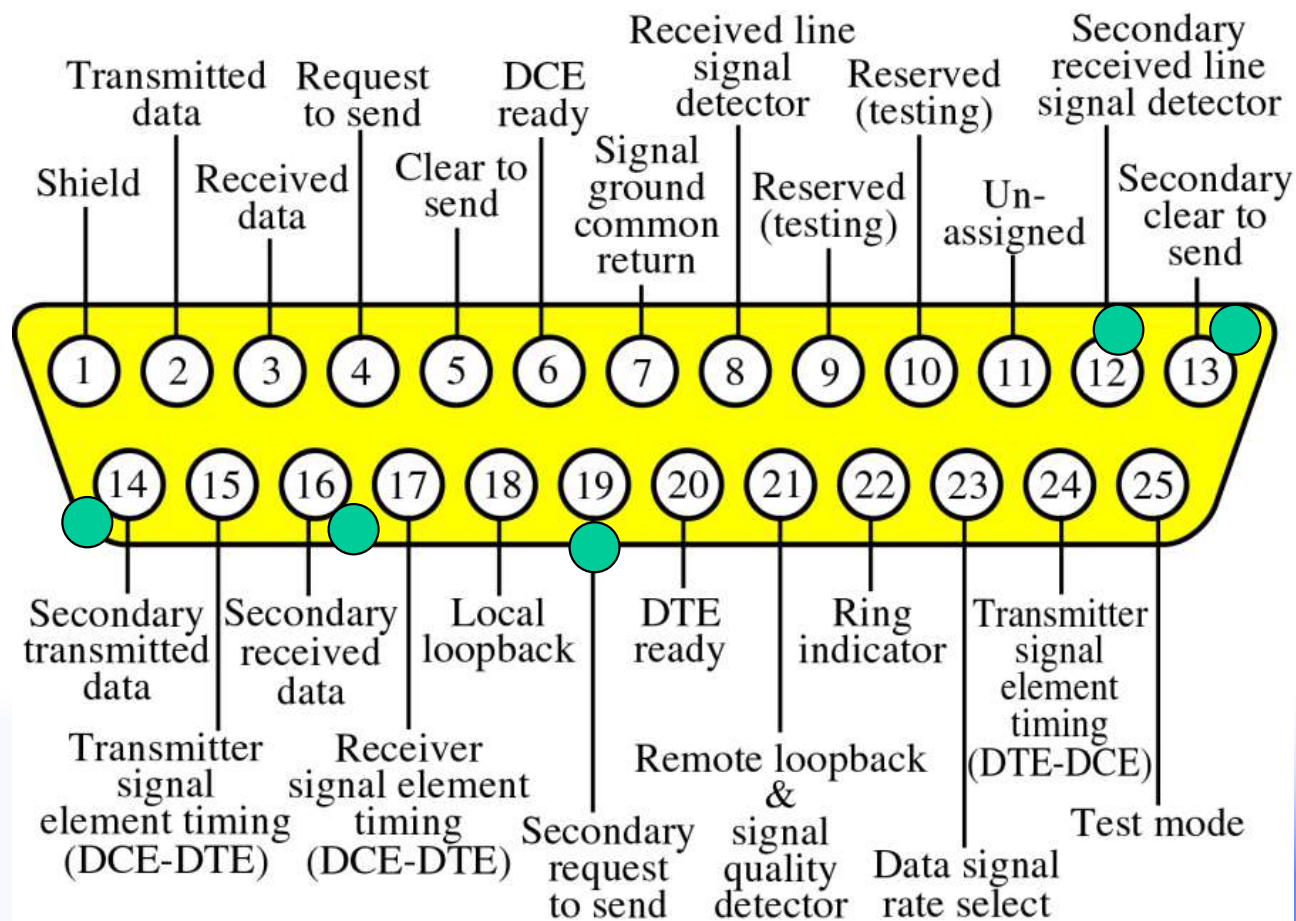 Shield
Transmitted
data
Received
data
Request
to send
Clear to
send
DCE
ready
Signal
ground
common
return
Received line
signal
detector
Reserved
(testing)
Reserved
(testing)
Un-
assigned
Secondary
received line
signal detector
Secondary
clear to
send
1 2 3 4 5 6 7 8 9 10 11 12 13
14 15 16 17 18 19 20 21 22 23 24 25
Secondary
transmitted
data
Transmitter
signal
element timing
(DCE-DTE)
Secondary
received
data
Receiver
signal element
timing
(DCE-DTE)
Local
loopback
Secondary
request
to send
DTE
ready
Remote loopback
&
signal
quality
detector
Ring
indicator
Data signal
rate select
Transmitter
signal
element
timing
(DTE-DCE)
Test mode